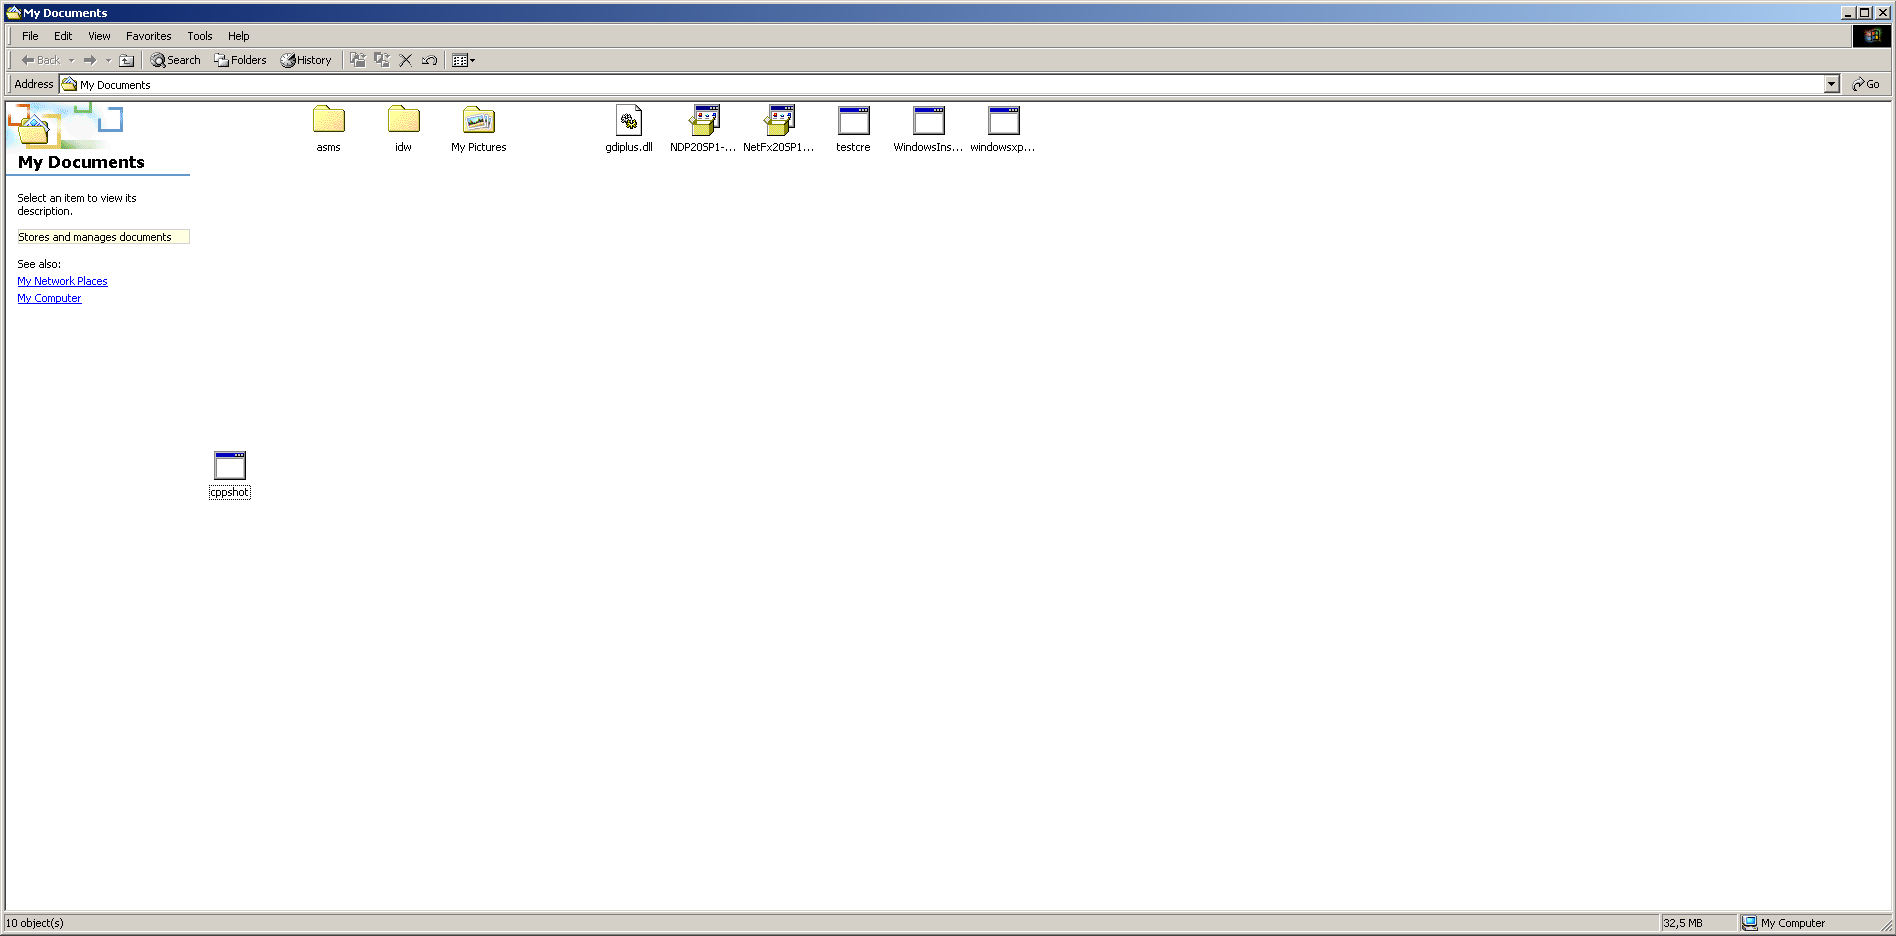 My Documents
File Edit View Favorites Tools Help
Back Search Folders History
Address My Documents Go
asms idw My Pictures gdiplus.dll NDP20SP1-... NetFx20SP1... testcre WindowsIns... windowsxp...
My Documents
Select an item to view its
description.
Stores and manages documents
See also:
My Network Places
My Computer
cppshot
10 object(s) 32,5 MB My Computer